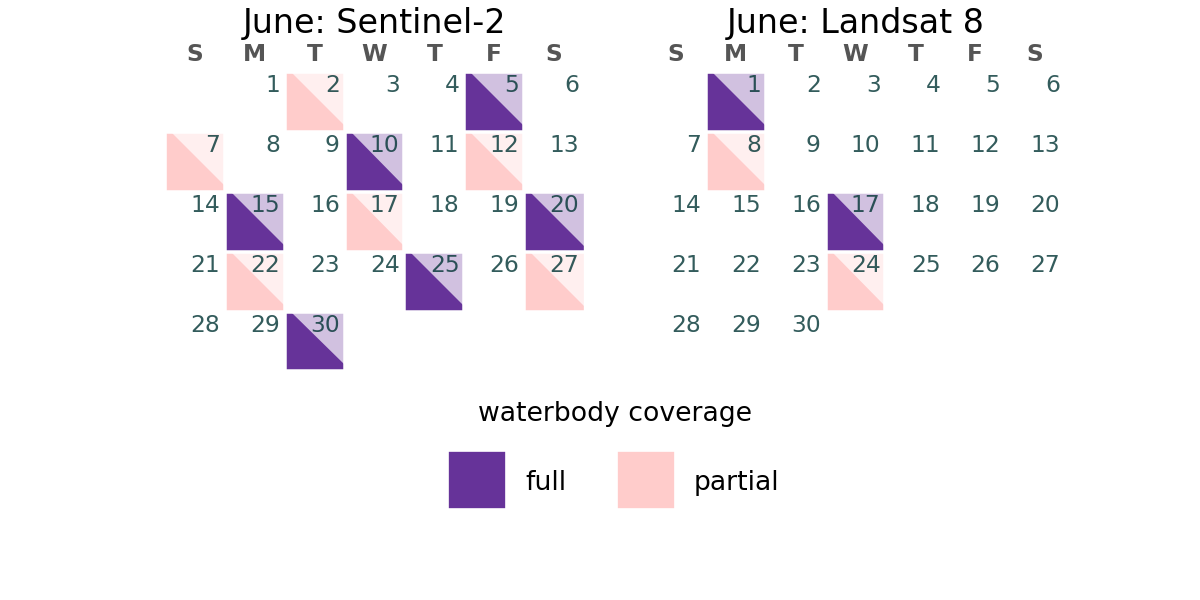 June: Sentinel-2
S M T W T F S
1 2 3 4 5 6
7 8 9 10 11 12 13
14 15 16 17 18 19 20
21 22 23 24 25 26 27
28 29 30
June: Landsat 8
S M T W T F S
1 2 3 4 5 6
7 8 9 10 11 12 13
14 15 16 17 18 19 20
21 22 23 24 25 26 27
28 29 30
waterbody coverage
full partial